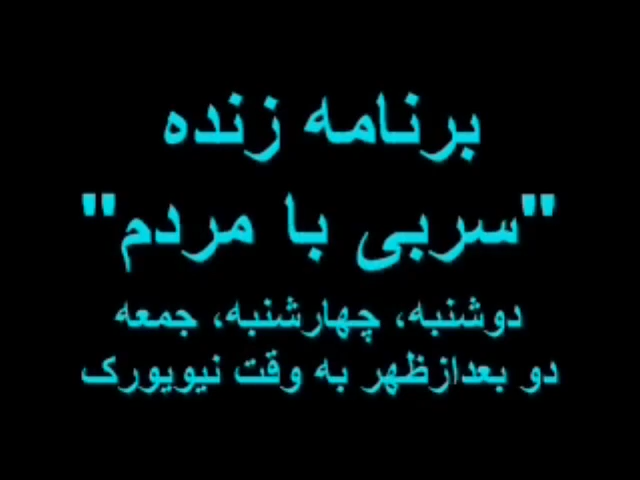 برنامه زنده
"سربی با مردم"
دوشنبه، چهارشنبه، جمعه
دو بعدازظهر به وقت نیویورک